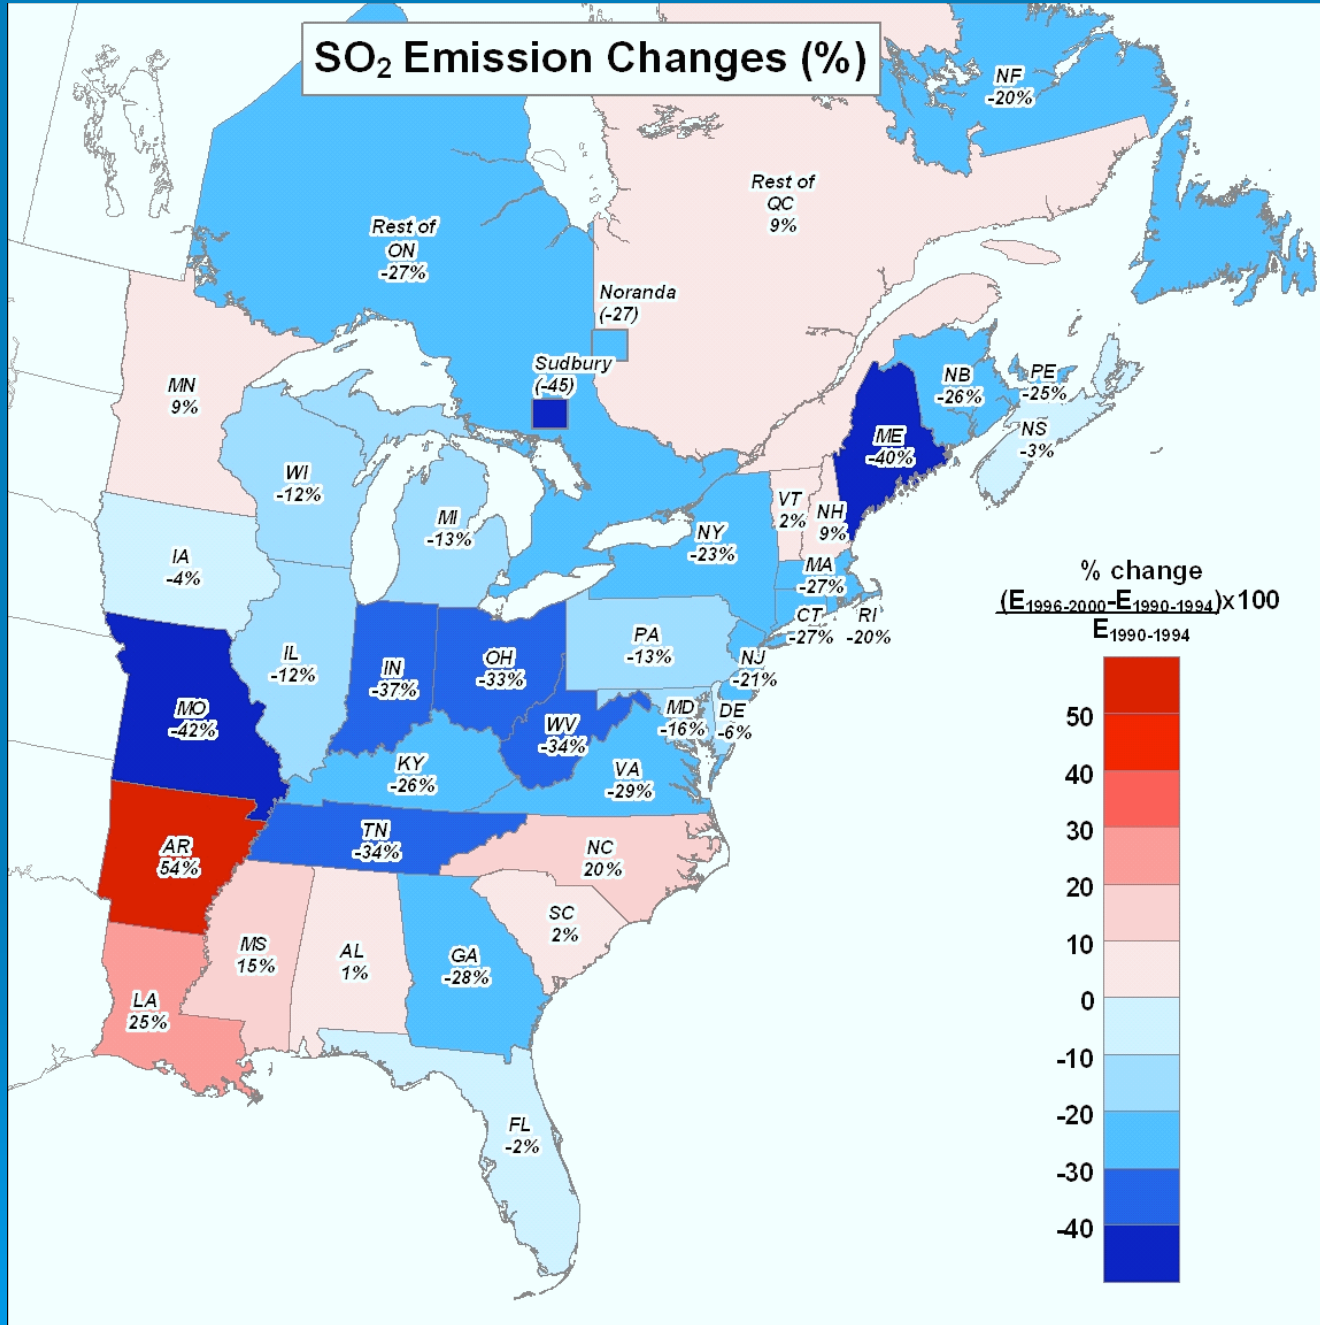 SO₂ Emission Changes (%)
NF
-20%
Rest of
QC
9%
Rest of
ON
-27%
Noranda
(-27)
Sudbury
(-45)
MN
9%
NB
-26%
PE
-25%
NS
-3%
ME
-40%
WI
-12%
MI
-13%
VT
2%
NH
9%
NY
-23%
IA
-4%
MA
-27%
CT
-27%
RI
-20%
% change
(E1996-2000-E1990-1994)x100
E1990-1994
PA
-13%
NJ
-21%
IL
-12%
IN
-37%
OH
-33%
MO
-42%
WV
-34%
MD
-16%
DE
-6%
KY
-26%
VA
-29%
TN
-34%
AR
54%
NC
20%
SC
2%
MS
15%
AL
1%
GA
-28%
LA
25%
FL
-2%
50
40
30
20
10
0
-10
-20
-30
-40